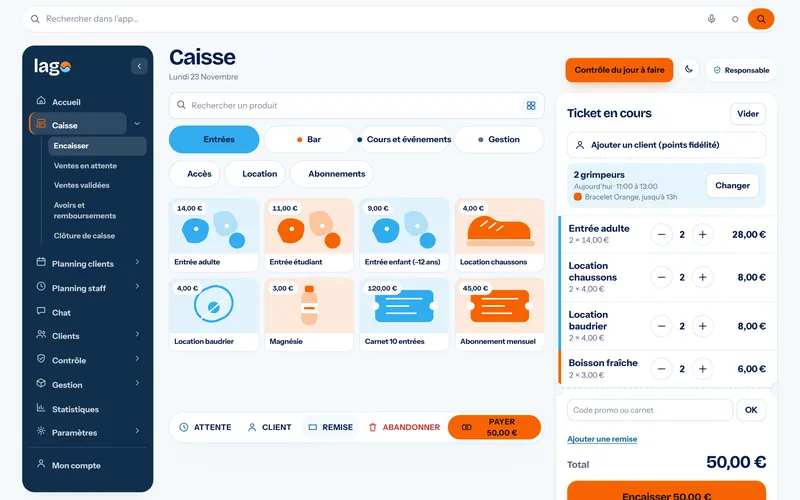 Rechercher dans l'app...
lago
Accueil
Caisse
Encaisser
Ventes en attente
Ventes validées
Avoirs et
remboursements
Clôture de caisse
Planning clients
Planning staff
Chat
Clients
Contrôle
Gestion
Statistiques
Paramètres
Mon compte
Caisse
Lundi 23 Novembre
Contrôle du jour à faire
Responsable
Rechercher un produit
Entrées
Bar
Cours et événements
Gestion
Accès
Location
Abonnements
14,00 €
Entrée adulte
11,00 €
Entrée étudiant
9,00 €
Entrée enfant (-12 ans)
4,00 €
Location chaussons
4,00 €
Location baudrier
3,00 €
Magnésie
120,00 €
Carnet 10 entrées
45,00 €
Abonnement mensuel
ATTENTE
CLIENT
REMISE
ABANDONNER
PAYER
50,00 €
Ticket en cours
Vider
Ajouter un client (points fidélité)
2 grimpeurs
Aujourd'hui · 11:00 à 13:00
Bracelet Orange, jusqu'à 13h
Changer
Entrée adulte
2 × 14,00 €
2
28,00 €
Location
chaussons
2 × 4,00 €
2
8,00 €
Location
baudrier
2 × 4,00 €
2
8,00 €
Boisson fraîche
2 × 3,00 €
2
6,00 €
Code promo ou carnet
OK
Ajouter une remise
Total
50,00 €
Encaisser 50,00 €